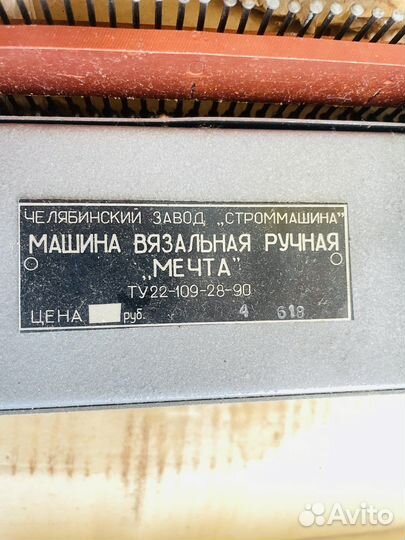 ЧЕЛЯБИНСКИЙ ЗАВОД „СТРОММАШИНА"
МАШИНА ВЯЗАЛЬНАЯ РУЧНАЯ
„МЕЧТА"
ТУ22-109-28-90
ЦЕНА руб. 4 618
Avito